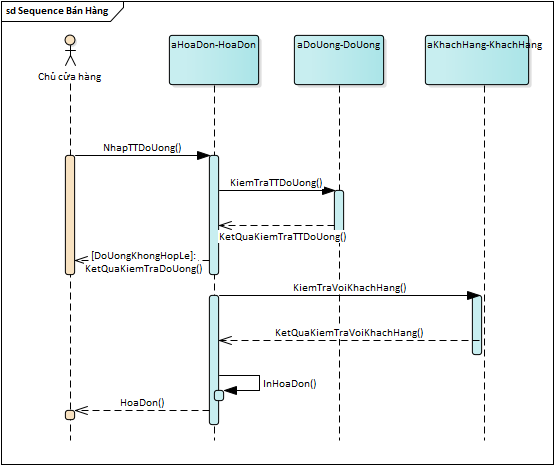 sd Sequence Bán Hàng
aHoaDon-HoaDon
aDoUong-DoUong
aKhachHang-KhachHang
Chủ cửa hàng
NhapTTDoUong()
KiemTraTTDoUong()
KetQuaKiemTraTTDoUong()
[DoUongKhongHopLe]:
KetQuaKiemTraDoUong()
KiemTraVoiKhachHang()
KetQuaKiemTraVoiKhachHang()
InHoaDon()
HoaDon()